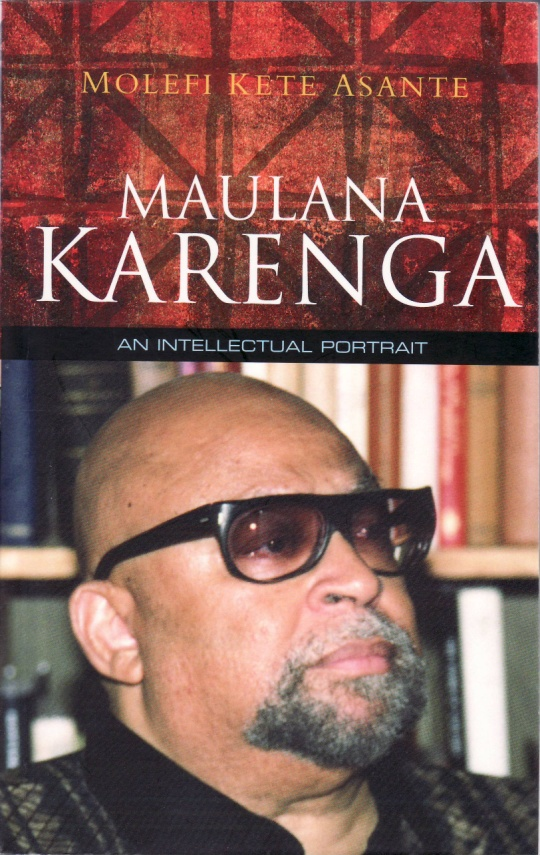 MOLEFI KETE ASANTE
MAULANA
KARENGA
AN INTELLECTUAL PORTRAIT